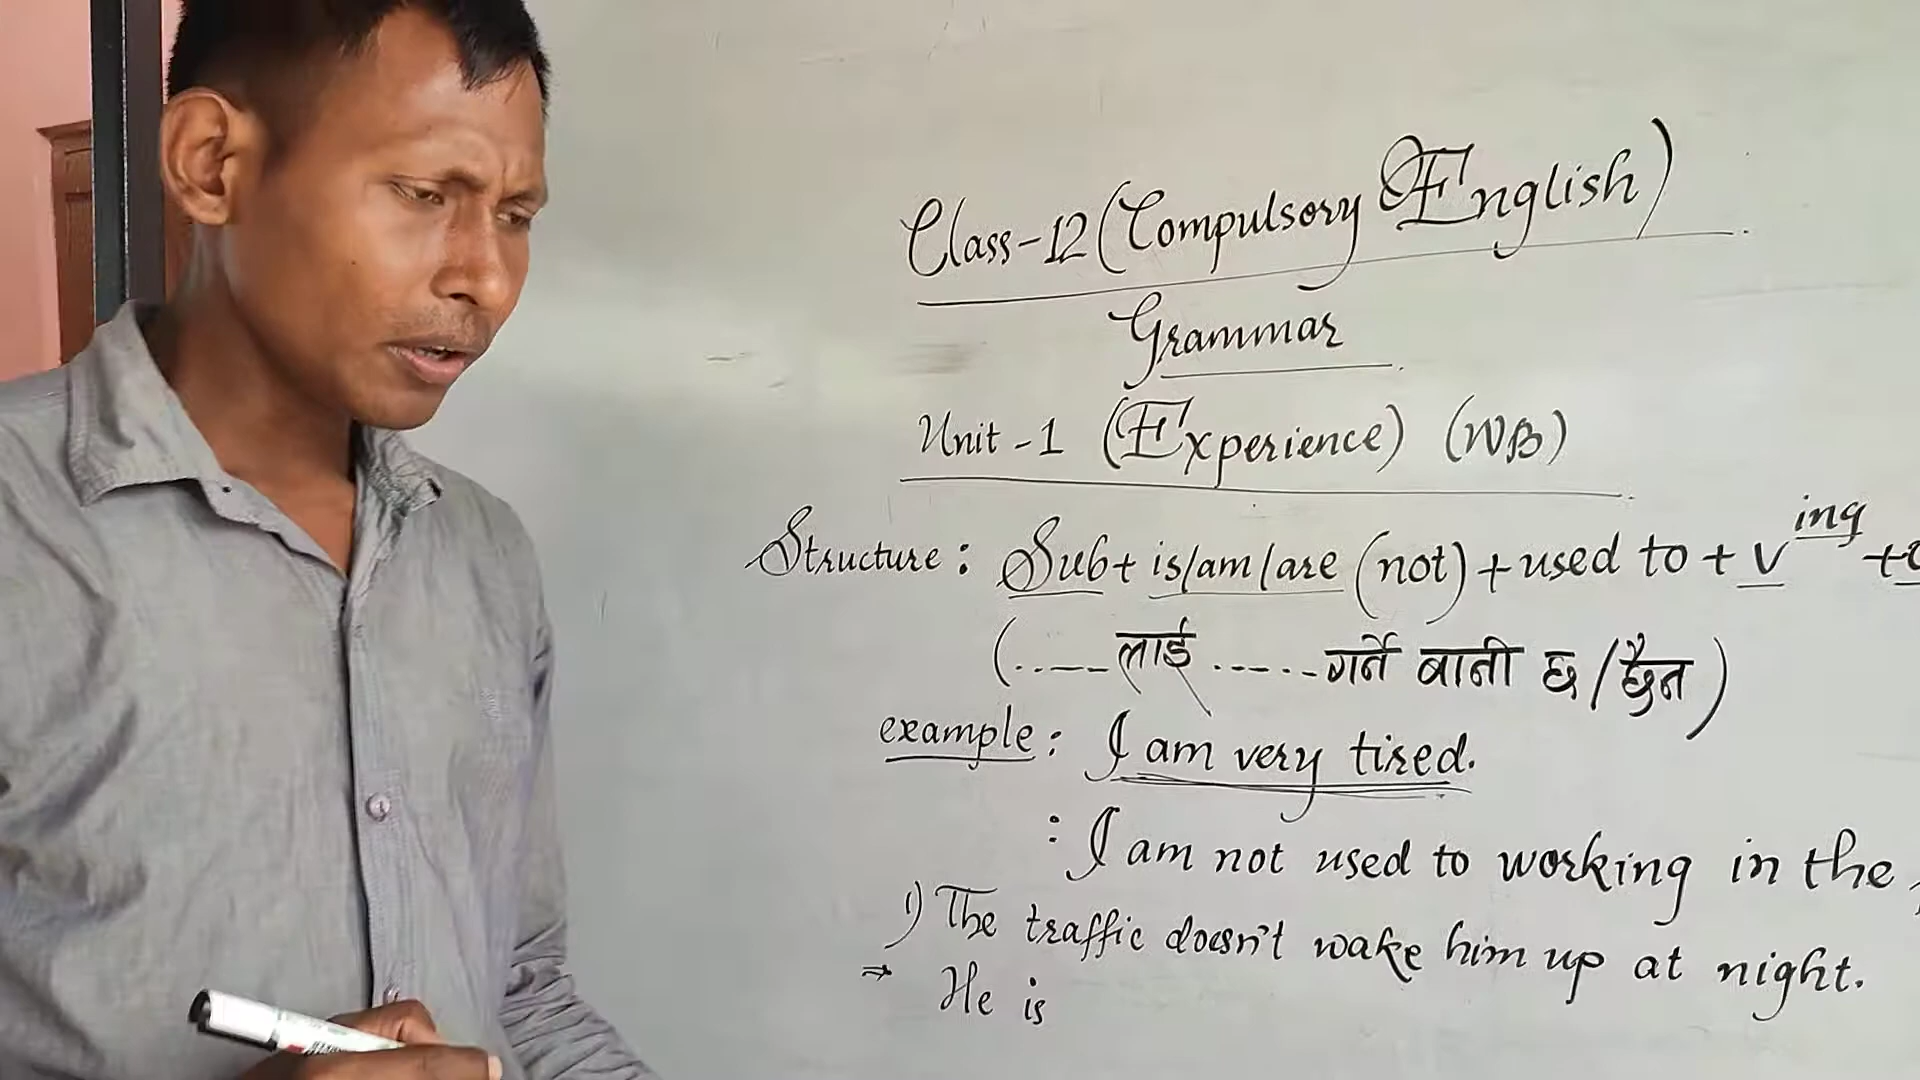 Class-12 (Compulsory English)
Grammar
Unit-1 (Experience) (WB)
Structure: Sub+ is/am/are (not) + used to + v ing +
(.....लाई......गर्ने बानी छ/छैन)
example: I am very tired.
: I am not used to working in the
1) The traffic doesn't wake him up at night.
⇒ He is